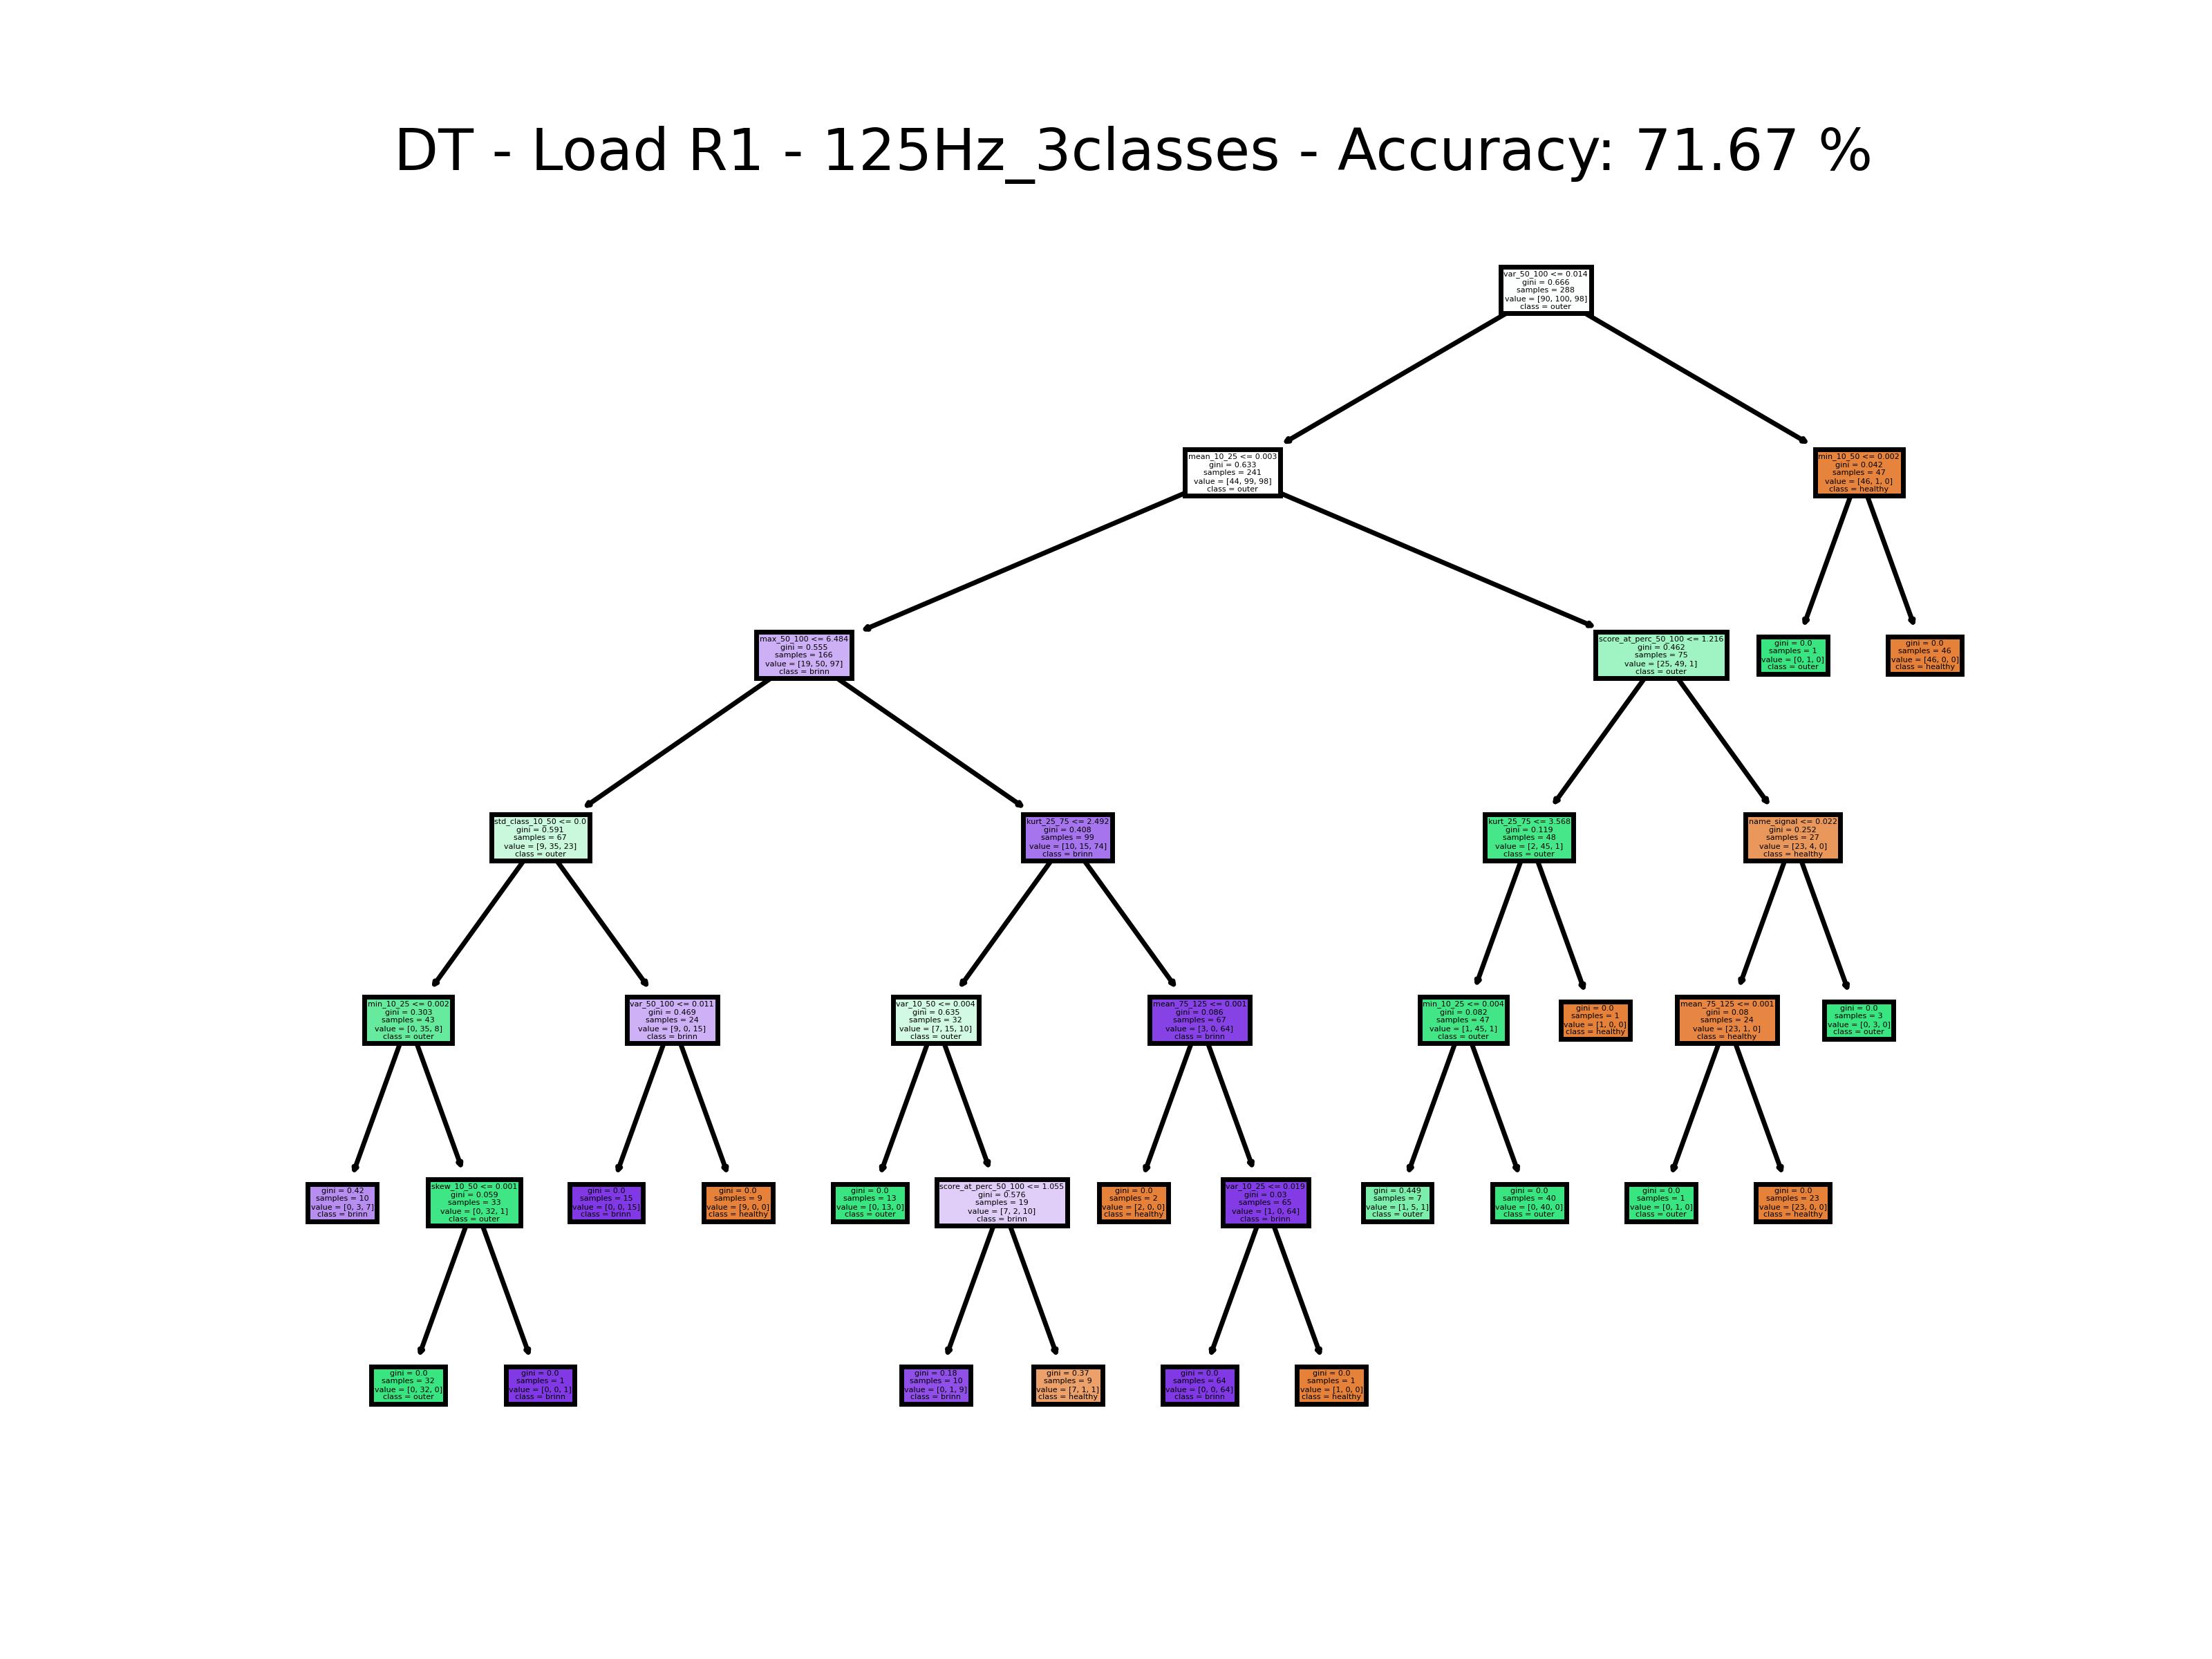 DT - Load R1 - 125Hz_3classes - Accuracy: 71.67 %
var_50_100 <= 0.014
gini = 0.666
samples = 288
value = [90, 100, 98]
class = outer
mean_10_25 <= 0.003
gini = 0.633
samples = 241
value = [44, 99, 98]
class = outer
min_10_50 <= 0.002
gini = 0.042
samples = 47
value = [46, 1, 0]
class = healthy
max_50_100 <= 6.484
gini = 0.555
samples = 166
value = [19, 50, 97]
class = brinn
score_at_perc_50_100 <= 1.216
gini = 0.462
samples = 75
value = [25, 49, 1]
class = outer
gini = 0.0
samples = 1
value = [0, 1, 0]
class = outer
gini = 0.0
samples = 46
value = [46, 0, 0]
class = healthy
std_class_10_50 <= 0.0
gini = 0.591
samples = 67
value = [9, 35, 23]
class = outer
kurt_25_75 <= 2.492
gini = 0.408
samples = 99
value = [10, 15, 74]
class = brinn
kurt_25_75 <= 3.568
gini = 0.119
samples = 48
value = [2, 45, 1]
class = outer
name_signal <= 0.022
gini = 0.252
samples = 27
value = [23, 4, 0]
class = healthy
min_10_25 <= 0.002
gini = 0.303
samples = 43
value = [0, 35, 8]
class = outer
var_50_100 <= 0.011
gini = 0.469
samples = 24
value = [9, 0, 15]
class = brinn
var_10_50 <= 0.004
gini = 0.635
samples = 32
value = [7, 15, 10]
class = outer
mean_75_125 <= 0.001
gini = 0.086
samples = 67
value = [3, 0, 64]
class = brinn
min_10_25 <= 0.004
gini = 0.082
samples = 47
value = [1, 45, 1]
class = outer
gini = 0.0
samples = 1
value = [1, 0, 0]
class = healthy
mean_75_125 <= 0.001
gini = 0.08
samples = 24
value = [23, 1, 0]
class = healthy
gini = 0.0
samples = 3
value = [0, 3, 0]
class = outer
gini = 0.42
samples = 10
value = [0, 3, 7]
class = brinn
skew_10_50 <= 0.001
gini = 0.059
samples = 33
value = [0, 32, 1]
class = outer
gini = 0.0
samples = 15
value = [0, 0, 15]
class = brinn
gini = 0.0
samples = 9
value = [9, 0, 0]
class = healthy
gini = 0.0
samples = 13
value = [0, 13, 0]
class = outer
score_at_perc_50_100 <= 1.055
gini = 0.576
samples = 19
value = [7, 2, 10]
class = brinn
gini = 0.0
samples = 2
value = [2, 0, 0]
class = healthy
var_10_25 <= 0.019
gini = 0.03
samples = 65
value = [1, 0, 64]
class = brinn
gini = 0.449
samples = 7
value = [1, 5, 1]
class = outer
gini = 0.0
samples = 40
value = [0, 40, 0]
class = outer
gini = 0.0
samples = 1
value = [0, 1, 0]
class = outer
gini = 0.0
samples = 23
value = [23, 0, 0]
class = healthy
gini = 0.0
samples = 32
value = [0, 32, 0]
class = outer
gini = 0.0
samples = 1
value = [0, 0, 1]
class = brinn
gini = 0.18
samples = 10
value = [0, 1, 9]
class = brinn
gini = 0.37
samples = 9
value = [7, 1, 1]
class = healthy
gini = 0.0
samples = 64
value = [0, 0, 64]
class = brinn
gini = 0.0
samples = 1
value = [1, 0, 0]
class = healthy